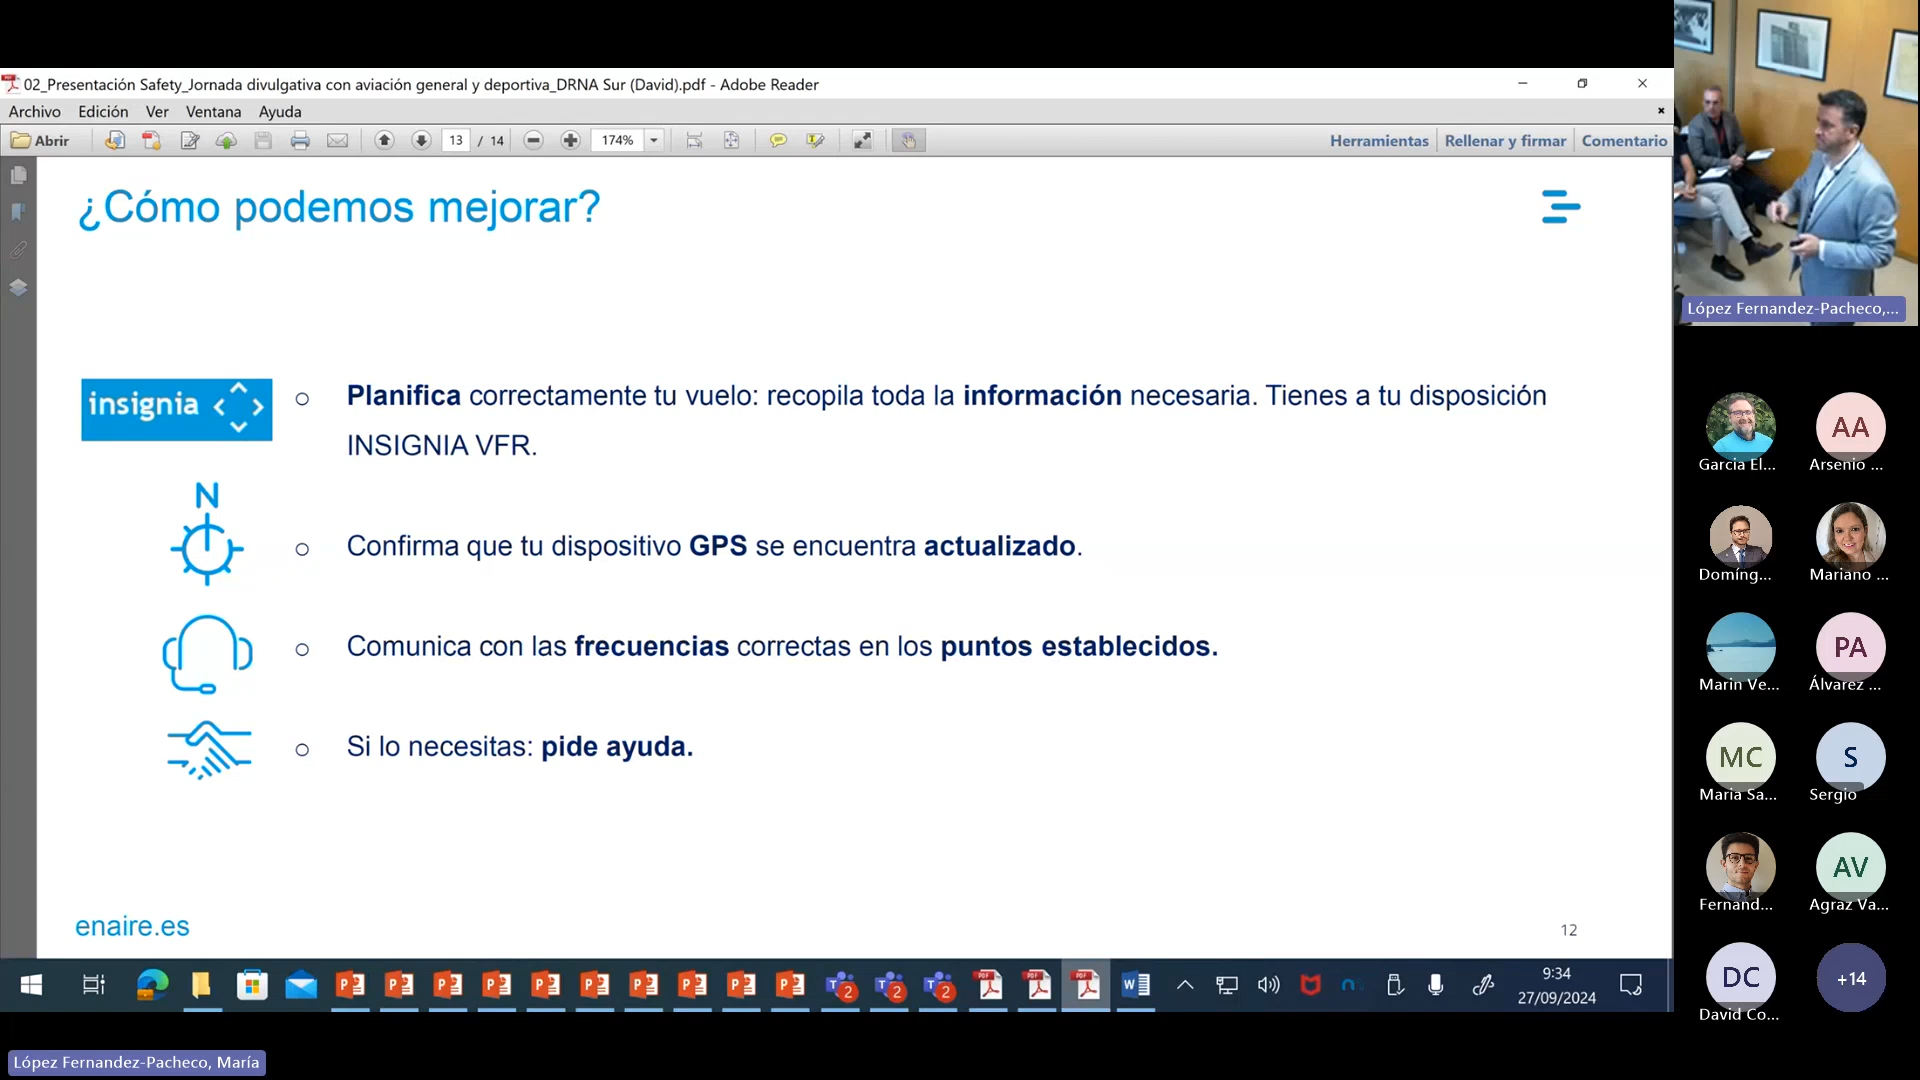 02_Presentación Safety_Jornada divulgativa con aviación general y deportiva_DRNA Sur (David).pdf - Adobe Reader
Archivo Edición Ver Ventana Ayuda
Abrir 13 / 14 174% Herramientas Rellenar y firmar Comentario
¿Cómo podemos mejorar?
insignia
Planifica correctamente tu vuelo: recopila toda la información necesaria. Tienes a tu disposición
INSIGNIA VFR.
N
Confirma que tu dispositivo GPS se encuentra actualizado.
Comunica con las frecuencias correctas en los puntos establecidos.
Si lo necesitas: pide ayuda.
enaire.es
12
9:34
27/09/2024
López Fernandez-Pacheco, María
López Fernandez-Pacheco,...
Garcia El...
AA
Arsenio ...
Domíng...
Mariano ...
Marin Ve...
PA
Álvarez ...
MC
Maria Sa...
S
Sergio
Fernand...
AV
Agraz Va...
DC
David Co...
+14